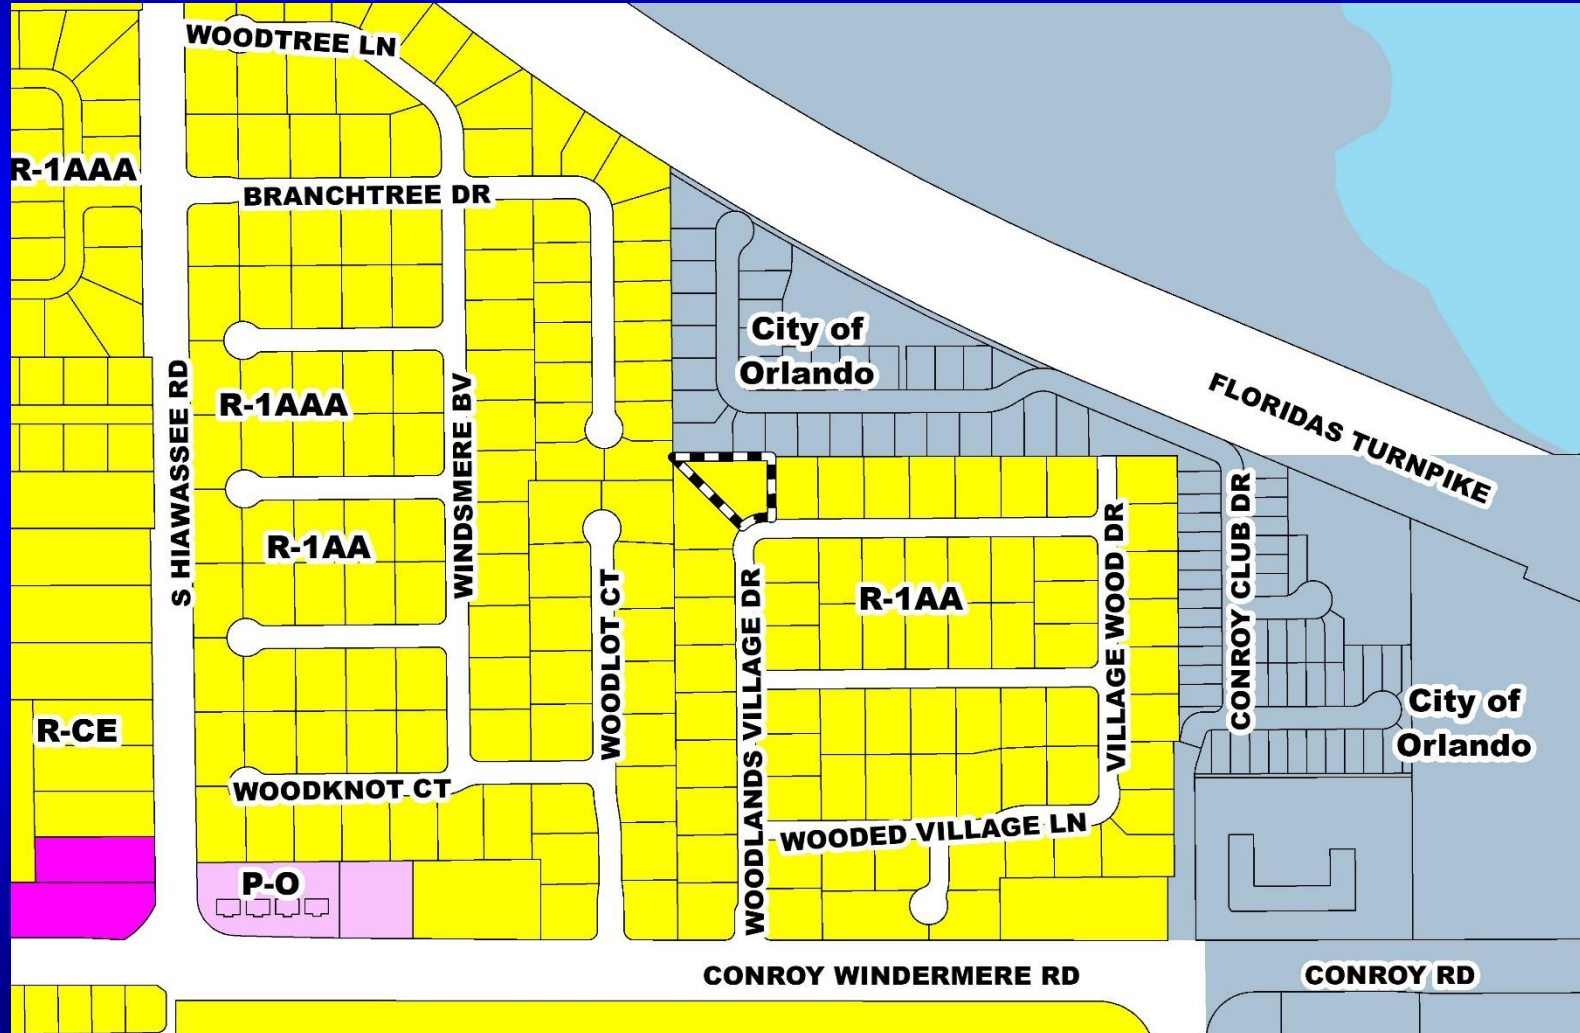 WOODTREE LN
R-1AAA
BRANCHTREE DR
City of
Orlando
FLORIDAS TURNPIKE
S HIAWASSEE RD
R-1AAA
WINDSMERE BV
R-1AA
WOODLOT CT
WOODLANDS VILLAGE DR
R-1AA
VILLAGE WOOD DR
CONROY CLUB DR
R-CE
City of
Orlando
WOODKNOT CT
WOODED VILLAGE LN
P-O
CONROY WINDERMERE RD
CONROY RD